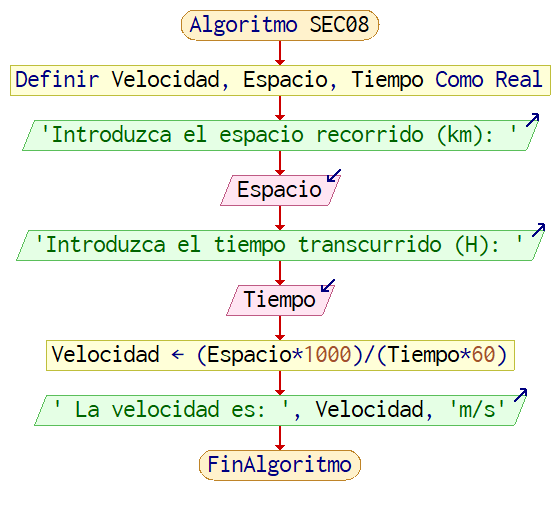 Algoritmo SEC08
Definir Velocidad, Espacio, Tiempo Como Real
'Introduzca el espacio recorrido (km): '
Espacio
'Introduzca el tiempo transcurrido (H): '
Tiempo
Velocidad ← (Espacio*1000)/(Tiempo*60)
' La velocidad es: ', Velocidad, 'm/s'
FinAlgoritmo